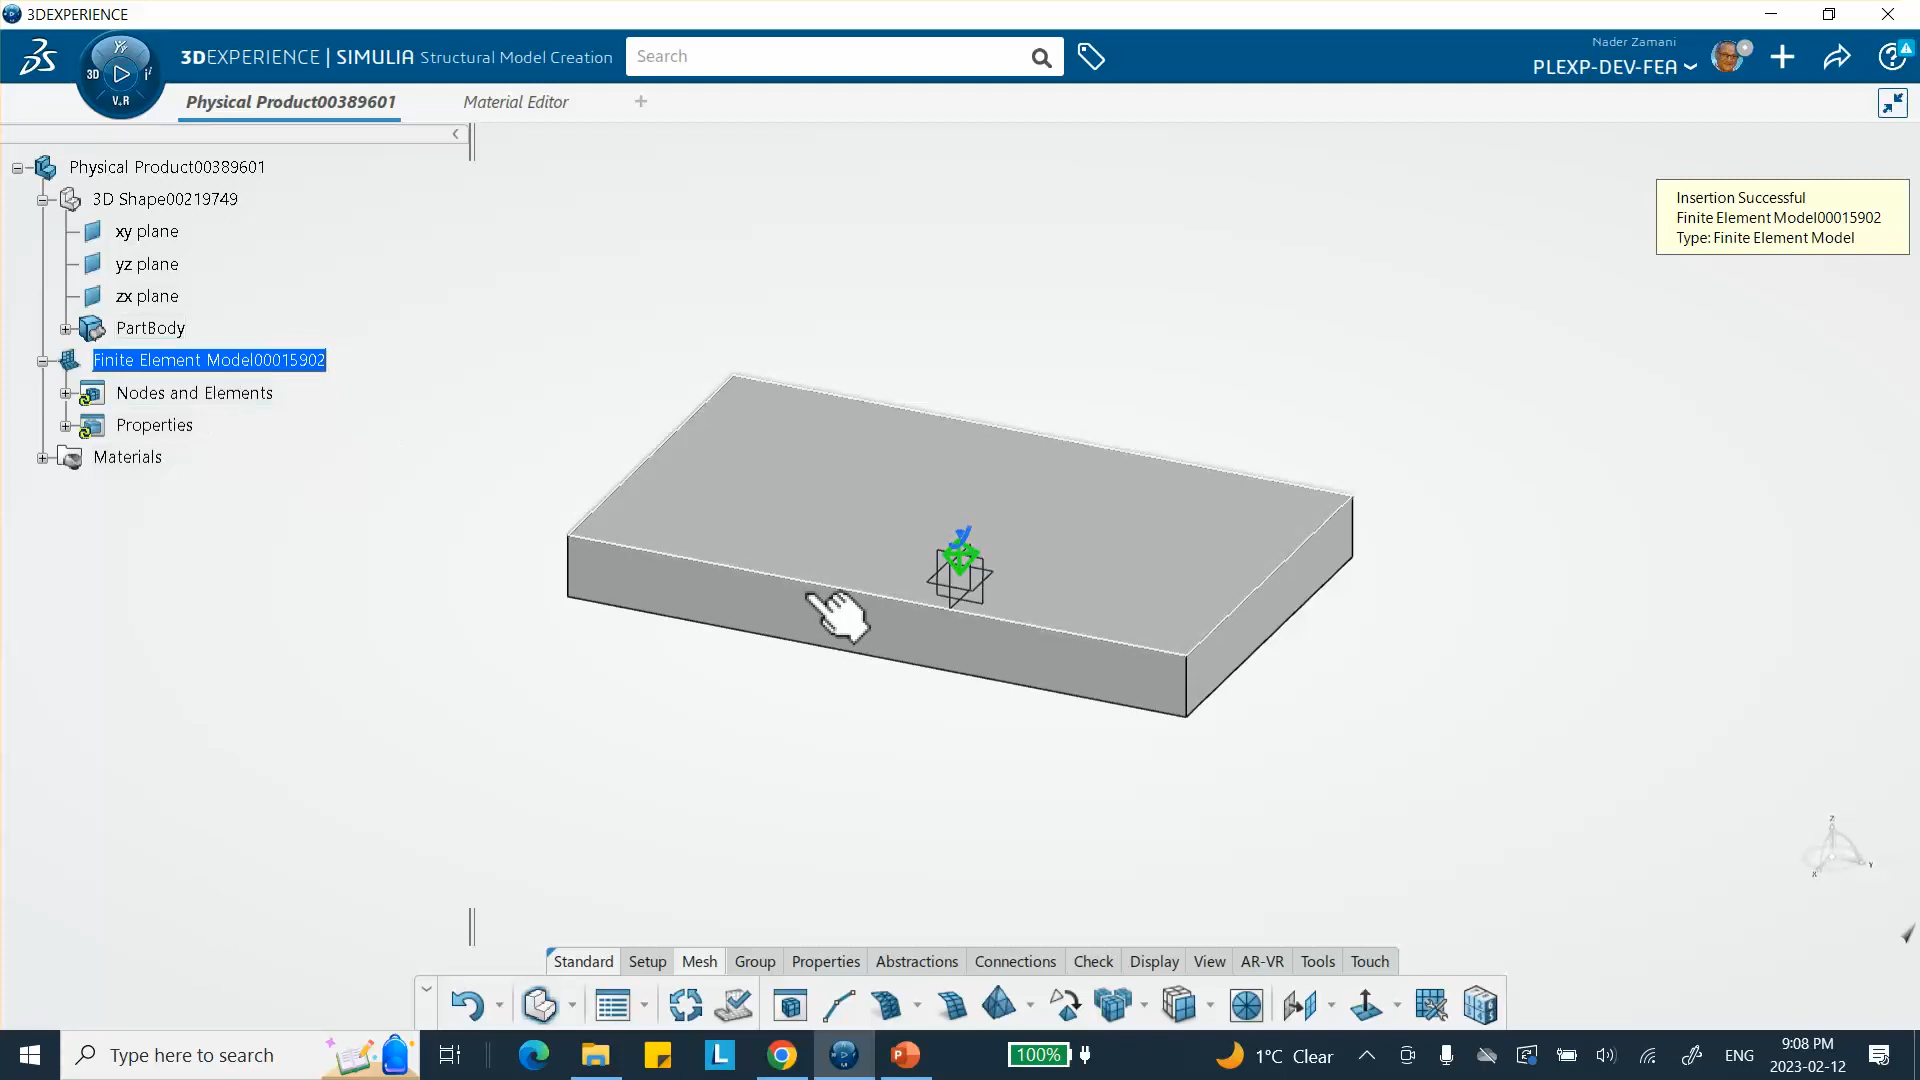 3DEXPERIENCE
3DEXPERIENCE | SIMULIA Structural Model Creation
Search
Nader Zamani
PLEXP-DEV-FEA
3D
V.R
Physical Product00389601
Material Editor
Physical Product00389601
3D Shape00219749
xy plane
yz plane
zx plane
PartBody
Finite Element Model00015902
Nodes and Elements
Properties
Materials
Insertion Successful
Finite Element Model00015902
Type: Finite Element Model
z
x
Y
Standard
Setup
Mesh
Group
Properties
Abstractions
Connections
Check
Display
View
AR-VR
Tools
Touch
Type here to search
100%
1°C Clear
ENG
9:08 PM
2023-02-12